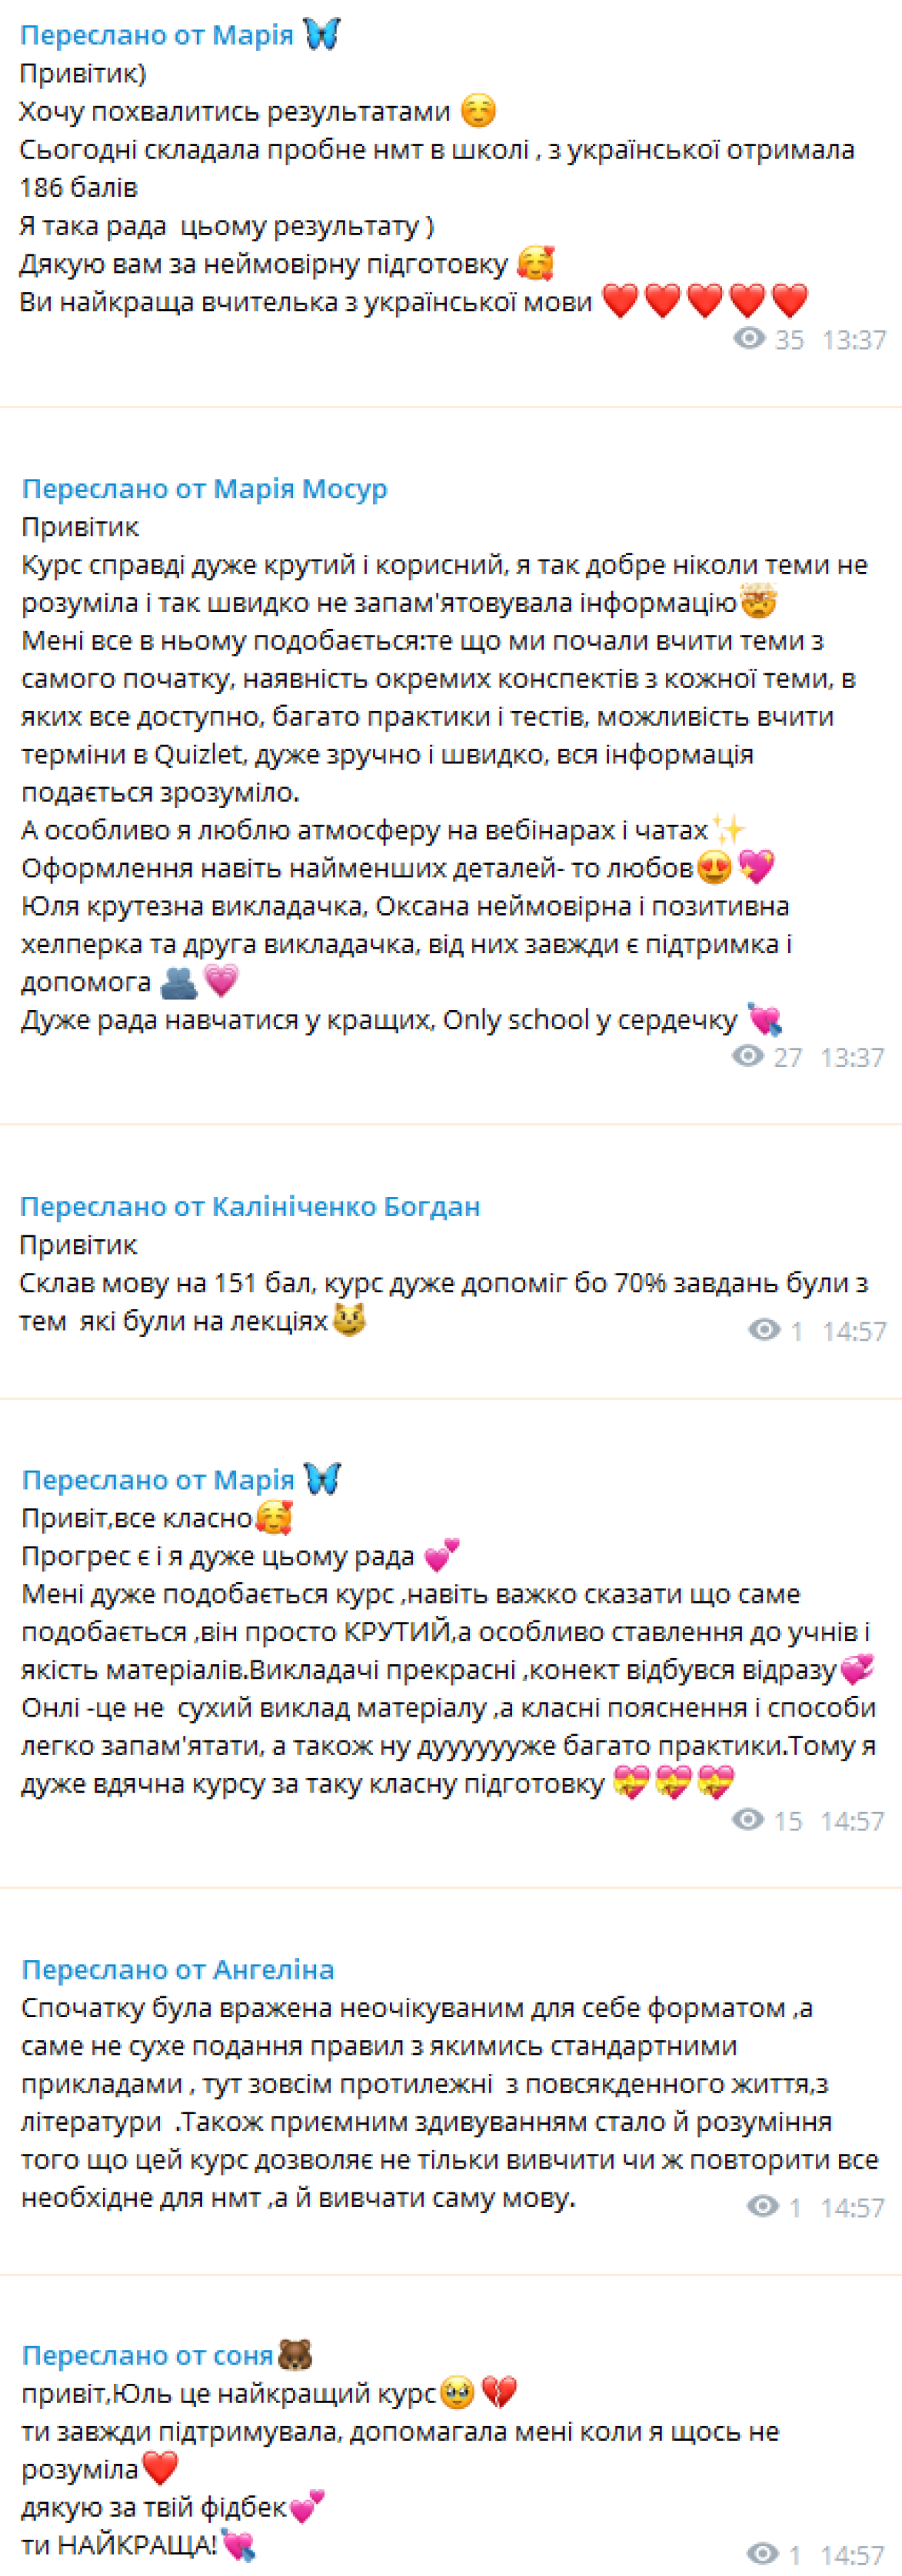 Переслано от Марія 🦋
Привітик)
Хочу похвалитись результатами ☺️
Сьогодні складала пробне нмт в школі , з української отримала
186 балів
Я така рада  цьому результату )
Дякую вам за неймовірну підготовку 🥰
Ви найкраща вчителька з української мови ❤️❤️❤️❤️❤️
35 13:37
Переслано от Марія Мосур
Привітик
Курс справді дуже крутий і корисний, я так добре ніколи теми не
розуміла і так швидко не запам'ятовувала інформацію🤯
Мені все в ньому подобається:те що ми почали вчити теми з
самого початку, наявність окремих конспектів з кожної теми, в
яких все доступно, багато практики і тестів, можливість вчити
терміни в Quizlet, дуже зручно і швидко, вся інформація
подається зрозуміло.
А особливо я люблю атмосферу на вебінарах і чатах✨
Оформлення навіть найменших деталей- то любов😍💖
Юля крутезна викладачка, Оксана неймовірна і позитивна
хелперка та друга викладачка, від них завжди є підтримка і
допомога 🫂💗
Дуже рада навчатися у кращих, Only school у сердечку 💘
27 13:37
Переслано от Калініченко Богдан
Привітик
Склав мову на 151 бал, курс дуже допоміг бо 70% завдань були з
тем  які були на лекціях😼
1 14:57
Переслано от Марія 🦋
Привіт,все класно🥰
Прогрес є і я дуже цьому рада 💕
Мені дуже подобається курс ,навіть важко сказати що саме
подобається ,він просто КРУТИЙ,а особливо ставлення до учнів і
якість матеріалів.Викладачі прекрасні ,конект відбувся відразу💞
Онлі -це не  сухий виклад матеріалу ,а класні пояснення і способи
легко запам'ятати, а також ну дууууууже багато практики.Тому я
дуже вдячна курсу за таку класну підготовку 💝💝💝
15 14:57
Переслано от Ангеліна
Спочатку була вражена неочікуваним для себе форматом ,а
саме не сухе подання правил з якимись стандартними
прикладами , тут зовсім протилежні  з повсякденного життя,з
літератури  .Також приємним здивуванням стало й розуміння
того що цей курс дозволяє не тільки вивчити чи ж повторити все
необхідне для нмт ,а й вивчати саму мову.
1 14:57
Переслано от соня🐻
привіт,Юль це найкращий курс🥹💔
ти завжди підтримувала, допомагала мені коли я щось не
розуміла❤️
дякую за твій фідбек💕
ти НАЙКРАЩА!💘
1 14:57